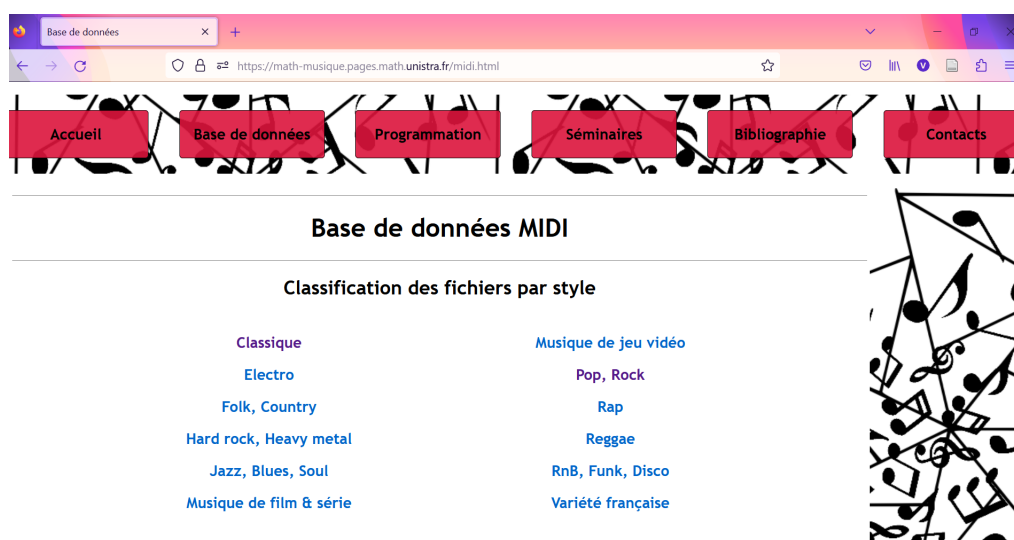 Base de données
https://math-musique.pages.math.unistra.fr/midi.html
V
Accueil Base de données Programmation Séminaires Bibliographie Contacts
Base de données MIDI
Classification des fichiers par style
Classique Musique de jeu vidéo
Electro Pop, Rock
Folk, Country Rap
Hard rock, Heavy metal Reggae
Jazz, Blues, Soul RnB, Funk, Disco
Musique de film & série Variété française